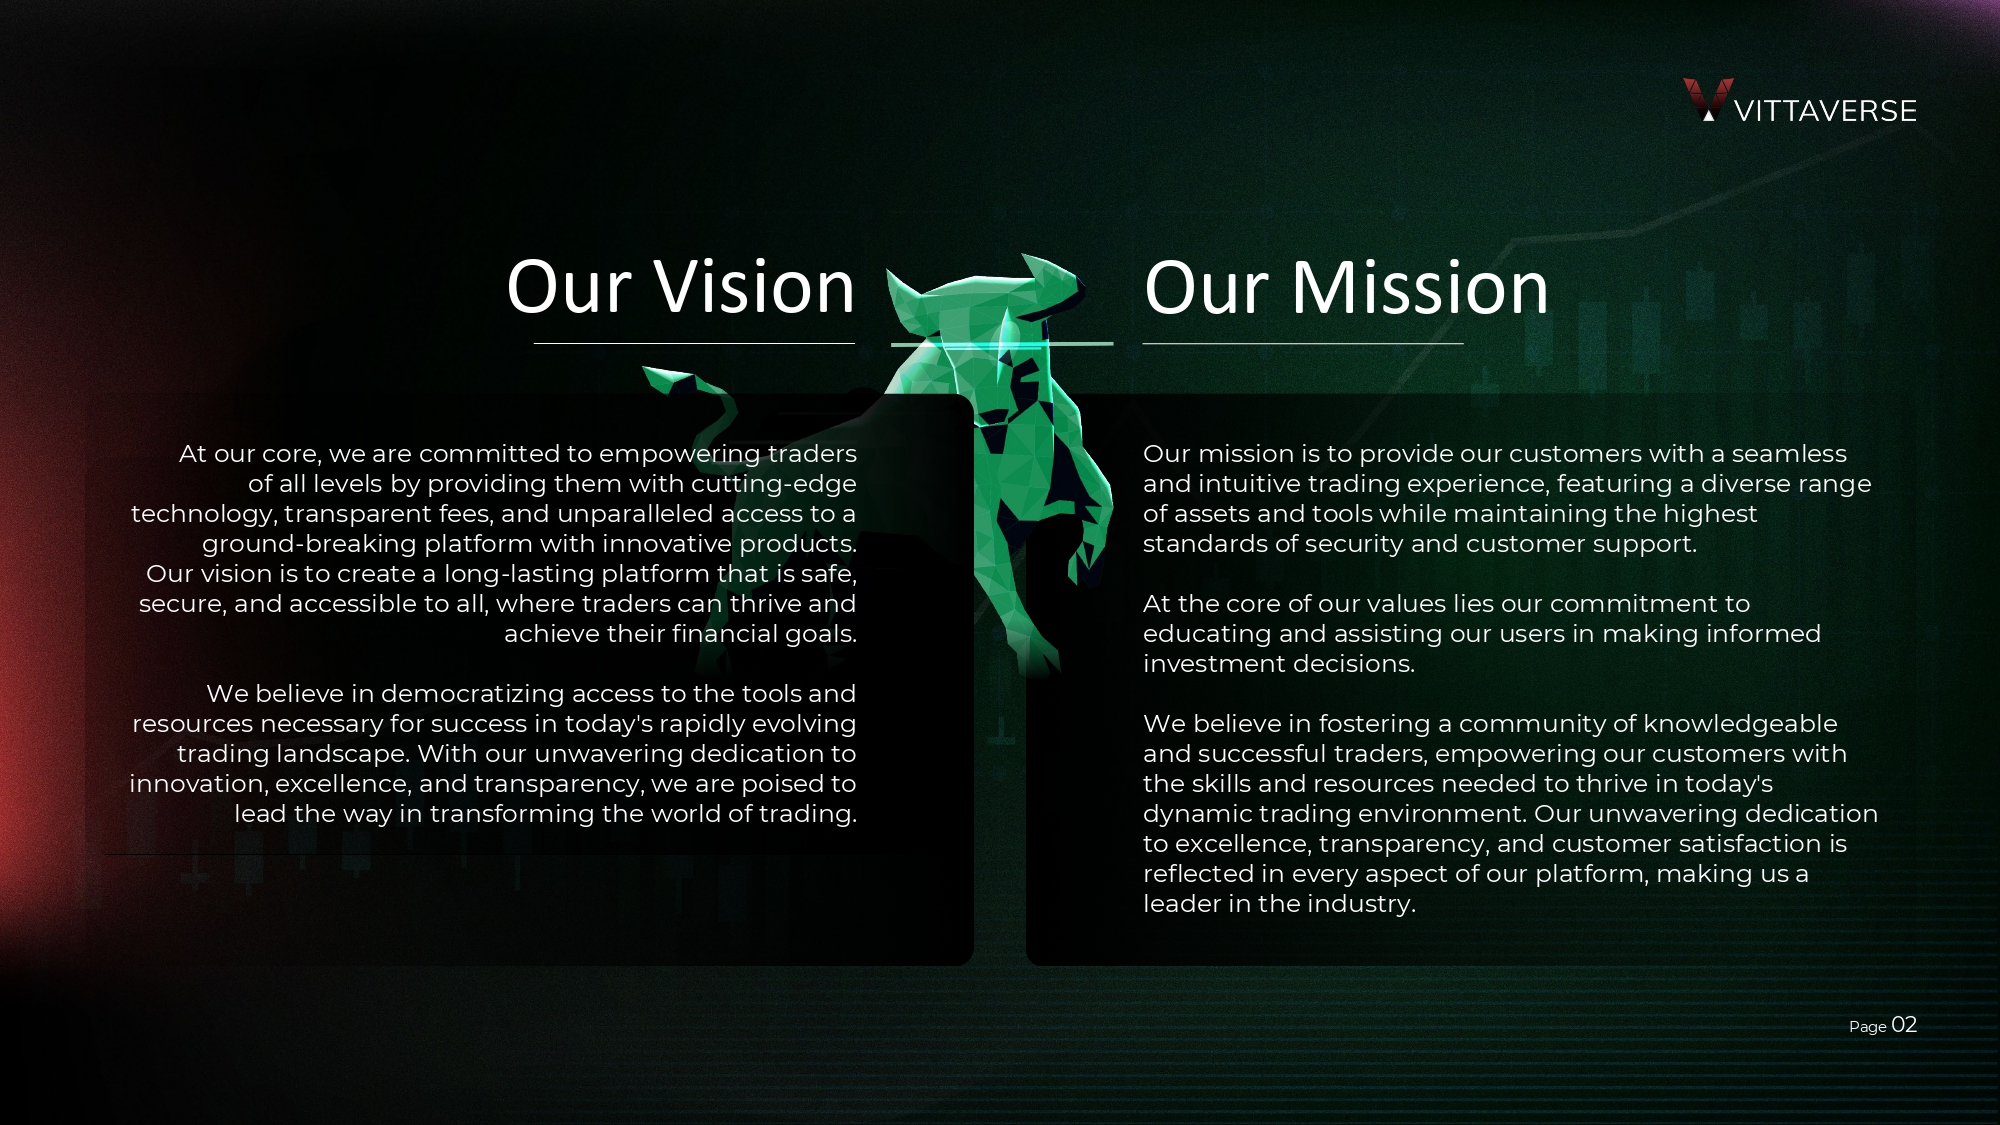 VITTAVERSE
Our Vision
At our core, we are committed to empowering traders
of all levels by providing them with cutting-edge
technology, transparent fees, and unparalleled access to a
ground-breaking platform with innovative products.
Our vision is to create a long-lasting platform that is safe,
secure, and accessible to all, where traders can thrive and
achieve their financial goals.
We believe in democratizing access to the tools and
resources necessary for success in today's rapidly evolving
trading landscape. With our unwavering dedication to
innovation, excellence, and transparency, we are poised to
lead the way in transforming the world of trading.
Our Mission
Our mission is to provide our customers with a seamless
and intuitive trading experience, featuring a diverse range
of assets and tools while maintaining the highest
standards of security and customer support.
At the core of our values lies our commitment to
educating and assisting our users in making informed
investment decisions.
We believe in fostering a community of knowledgeable
and successful traders, empowering our customers with
the skills and resources needed to thrive in today's
dynamic trading environment. Our unwavering dedication
to excellence, transparency, and customer satisfaction is
reflected in every aspect of our platform, making us a
leader in the industry.
Page 02